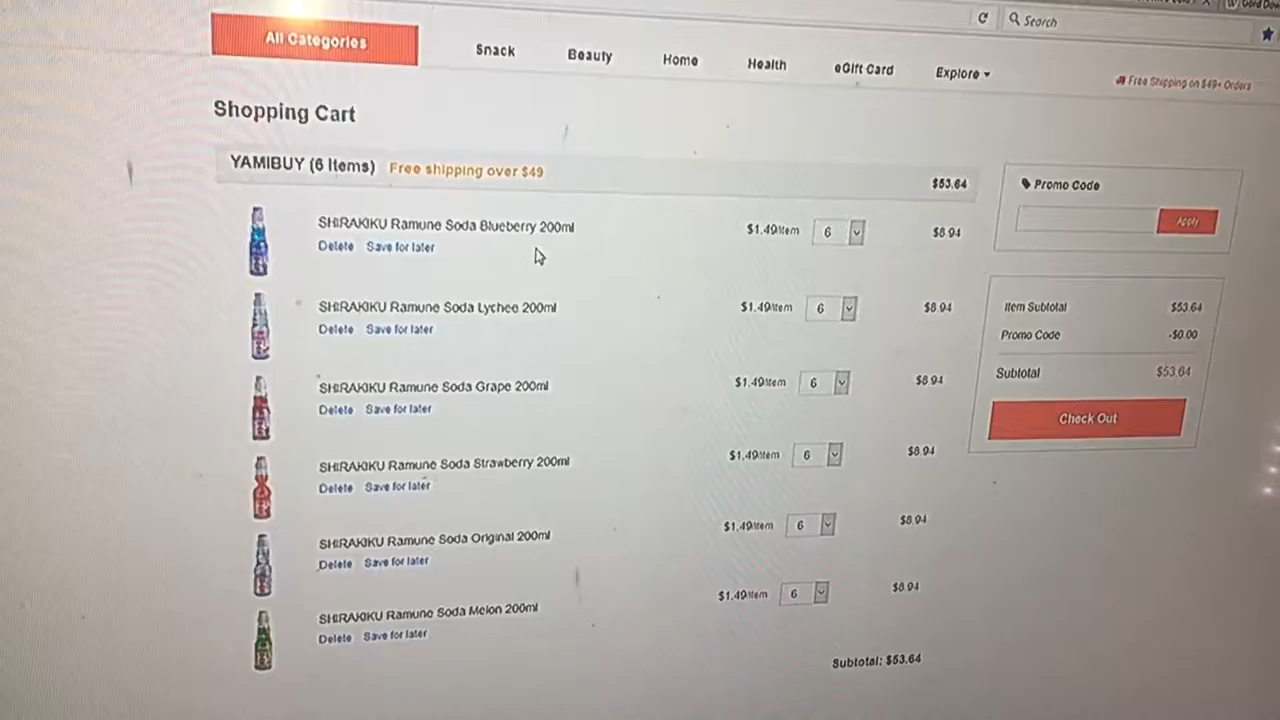 Search
All Categories
Snack
Beauty
Home
Health
eGift Card
Explore
Free Shipping on $49+ Orders
Shopping Cart
YAMIBUY (6 Items) Free shipping over $49
$53.64
Promo Code
Apply
SHIRAKIKU Ramune Soda Blueberry 200ml
$1.49/item 6 $8.94
Delete Save for later
SHIRAKIKU Ramune Soda Lychee 200ml
$1.49/item 6 $8.94
Delete Save for later
Item Subtotal $53.64
Promo Code -$0.00
Subtotal $53.64
Check Out
SHIRAKIKU Ramune Soda Grape 200ml
$1.49/item 6 $8.94
Delete Save for later
SHIRAKIKU Ramune Soda Strawberry 200ml
$1.49/item 6 $8.94
Delete Save for later
SHIRAKIKU Ramune Soda Original 200ml
$1.49/item 6 $8.94
Delete Save for later
SHIRAKIKU Ramune Soda Melon 200ml
$1.49/item 6 $8.94
Delete Save for later
Subtotal: $53.64